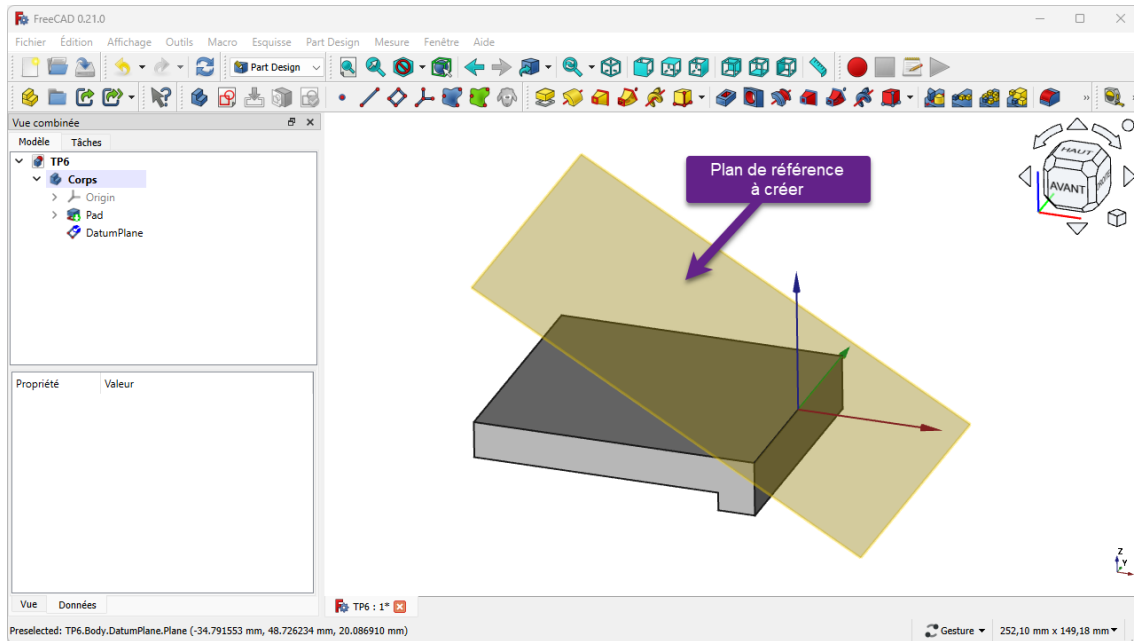 FreeCAD 0.21.0
Fichier Édition Affichage Outils Macro Esquisse Part Design Mesure Fenêtre Aide
Part Design
Vue combinée
Modèle Tâches
TP6
Corps
Origin
Pad
DatumPlane
Propriété Valeur
Vue Données
Plan de référence
à créer
HAUT
AVANT
Z
Y
TP6 : 1*
Preselected: TP6.Body.DatumPlane.Plane (-34.791553 mm, 48.726234 mm, 20.086910 mm)
Gesture
252,10 mm x 149,18 mm